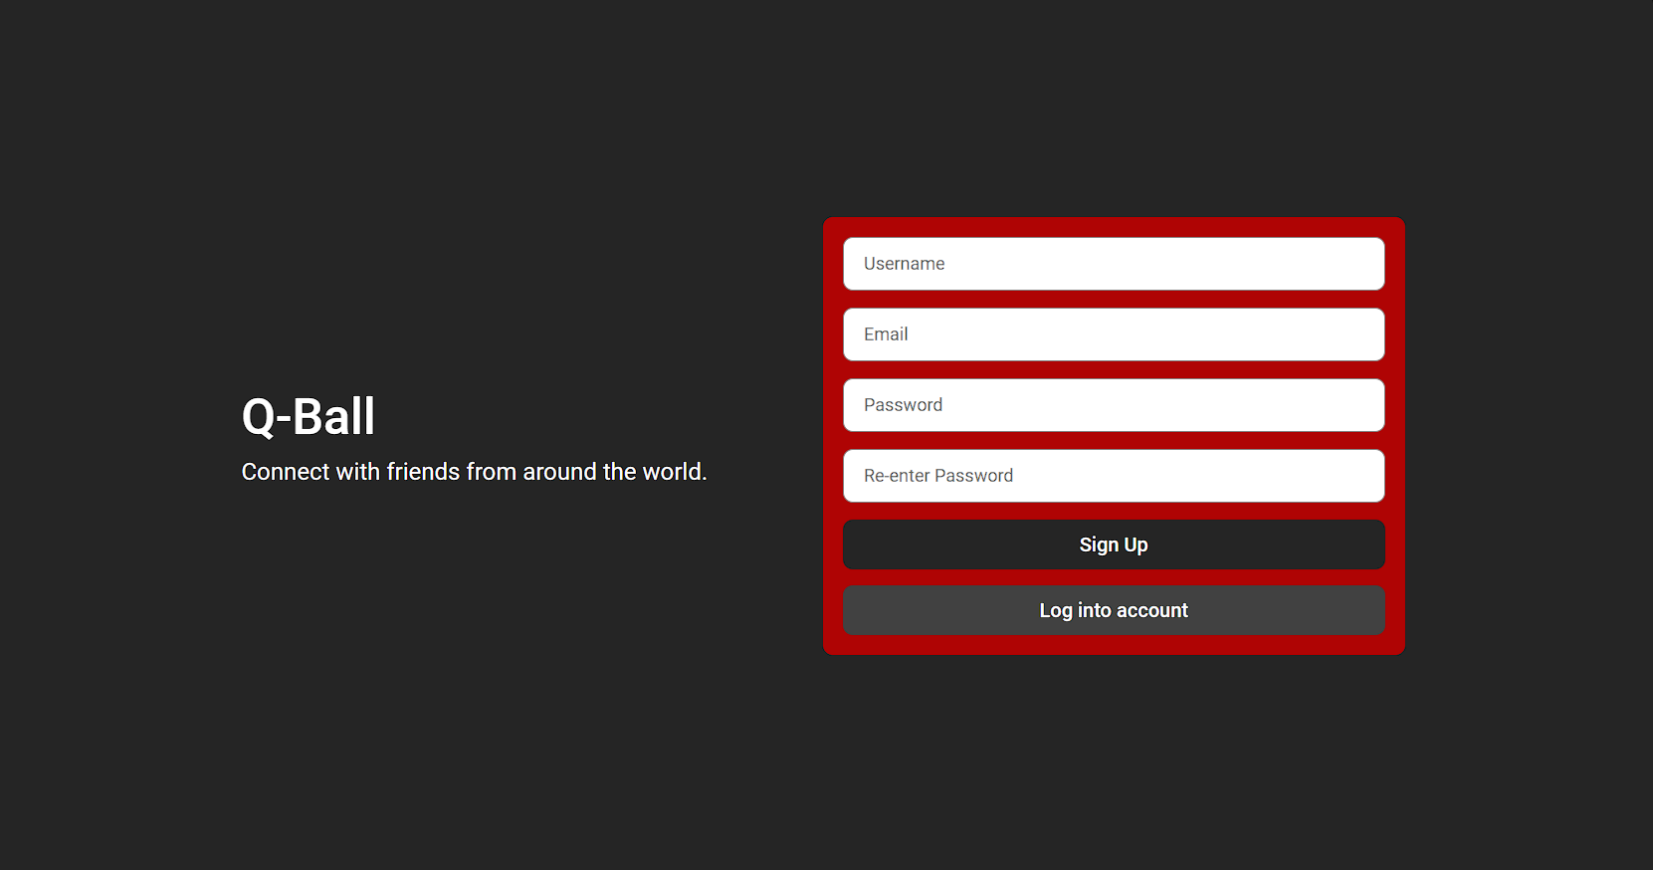 Q-Ball
Connect with friends from around the world.
Username
Email
Password
Re-enter Password
Sign Up
Log into account